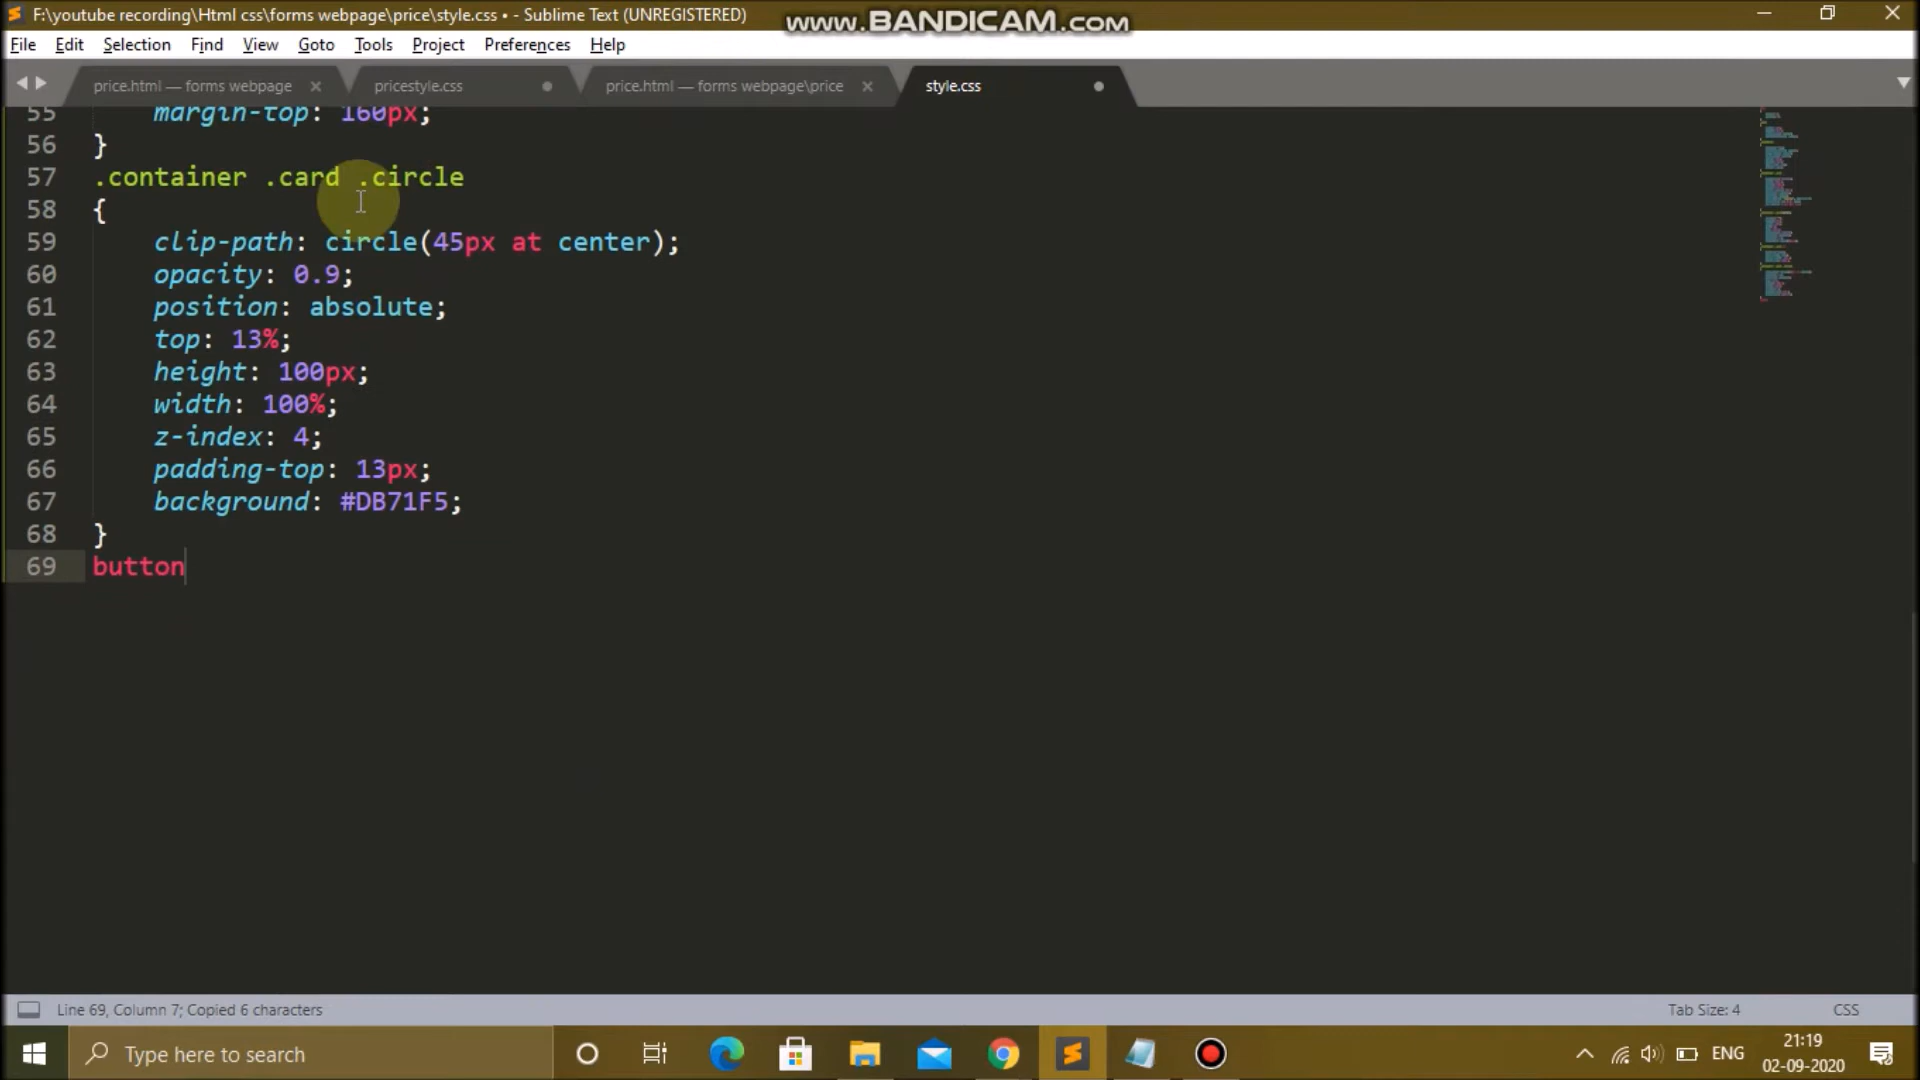 F:\youtube recording\Html css\forms webpage\price\style.css • - Sublime Text (UNREGISTERED)
www.BANDICAM.com
File Edit Selection Find View Goto Tools Project Preferences Help
price.html — forms webpage × pricestyle.css price.html — forms webpage\price × style.css
55 margin-top: 160px;
56 }
57 .container .card .circle
58 {
59 clip-path: circle(45px at center);
60 opacity: 0.9;
61 position: absolute;
62 top: 13%;
63 height: 100px;
64 width: 100%;
65 z-index: 4;
66 padding-top: 13px;
67 background: #DB71F5;
68 }
69 button
Line 69, Column 7; Copied 6 characters Tab Size: 4 CSS
Type here to search
ENG
21:19
02-09-2020